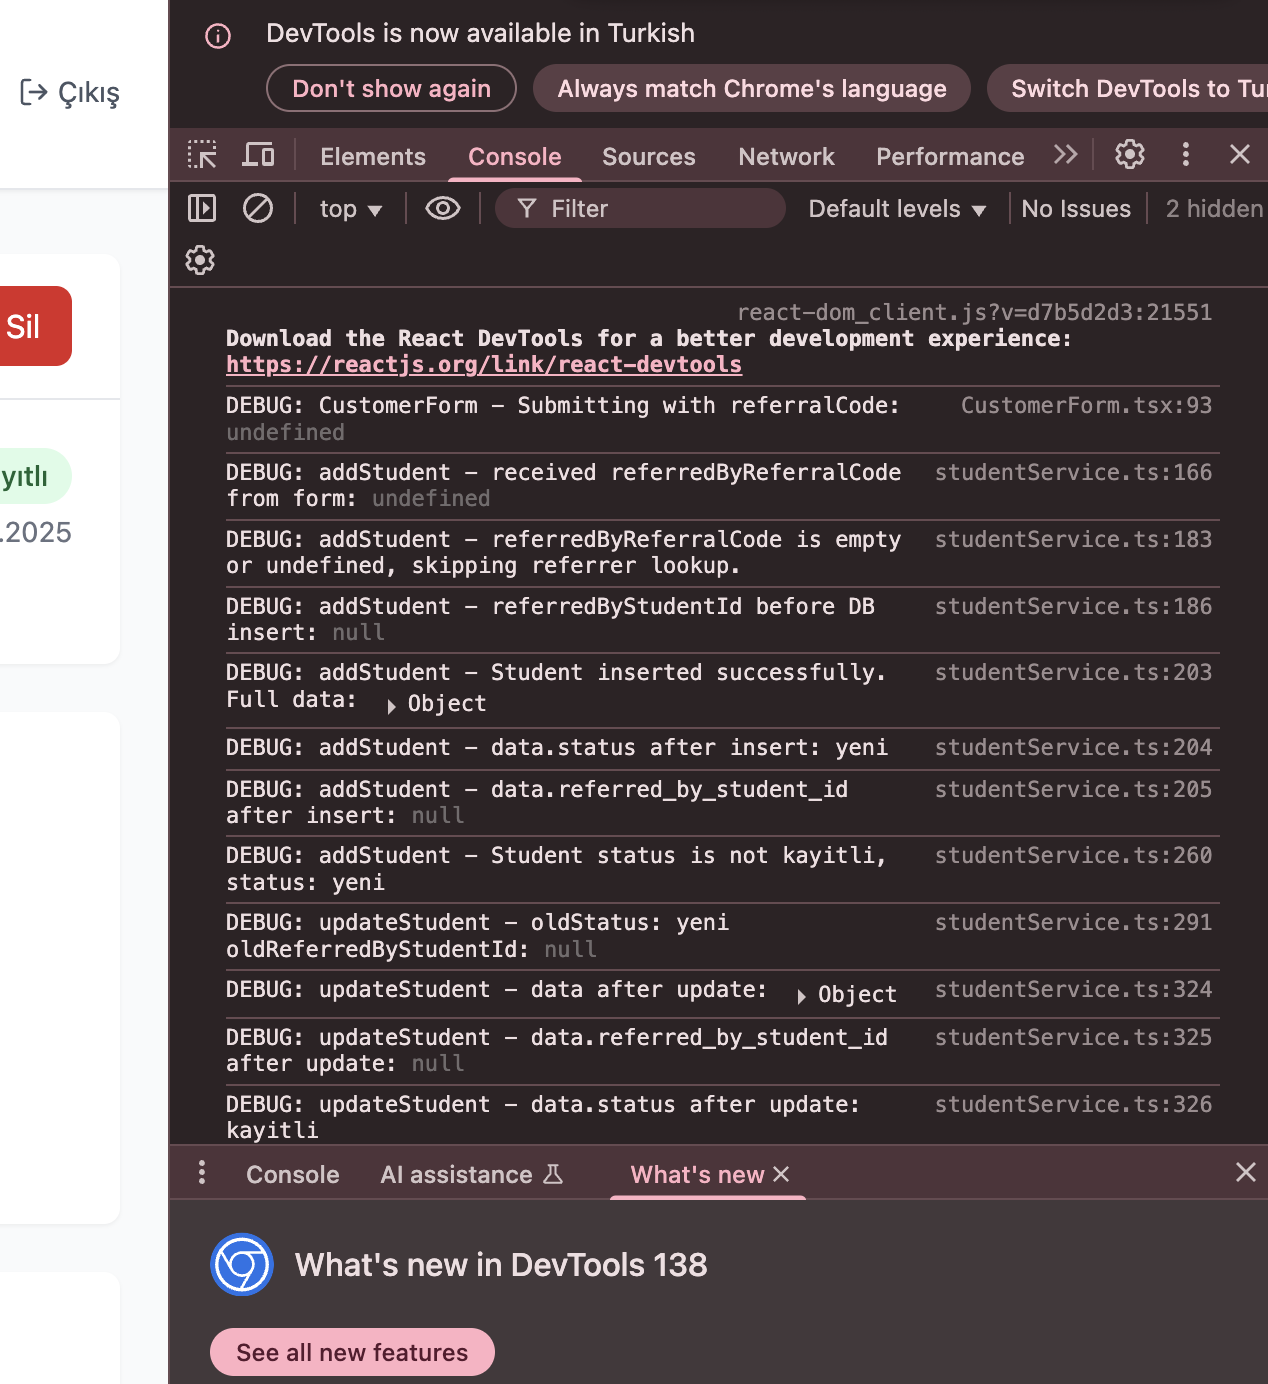 DevTools is now available in Turkish
Don't show again
Always match Chrome's language
Switch DevTools to Tu
Çıkış
Elements
Console
Sources
Network
Performance
top
Filter
Default levels
No Issues
2 hidden
Sil
yıtlı
.2025
react-dom_client.js?v=d7b5d2d3:21551
Download the React DevTools for a better development experience:
https://reactjs.org/link/react-devtools
DEBUG: CustomerForm – Submitting with referralCode: CustomerForm.tsx:93
undefined
DEBUG: addStudent – received referredByReferralCode studentService.ts:166
from form: undefined
DEBUG: addStudent – referredByReferralCode is empty studentService.ts:183
or undefined, skipping referrer lookup.
DEBUG: addStudent – referredByStudentId before DB studentService.ts:186
insert: null
DEBUG: addStudent – Student inserted successfully. studentService.ts:203
Full data: Object
DEBUG: addStudent – data.status after insert: yeni studentService.ts:204
DEBUG: addStudent – data.referred_by_student_id studentService.ts:205
after insert: null
DEBUG: addStudent – Student status is not kayitli, studentService.ts:260
status: yeni
DEBUG: updateStudent – oldStatus: yeni studentService.ts:291
oldReferredByStudentId: null
DEBUG: updateStudent – data after update: Object studentService.ts:324
DEBUG: updateStudent – data.referred_by_student_id studentService.ts:325
after update: null
DEBUG: updateStudent – data.status after update: studentService.ts:326
kayitli
Console
AI assistance
What's new
What's new in DevTools 138
See all new features